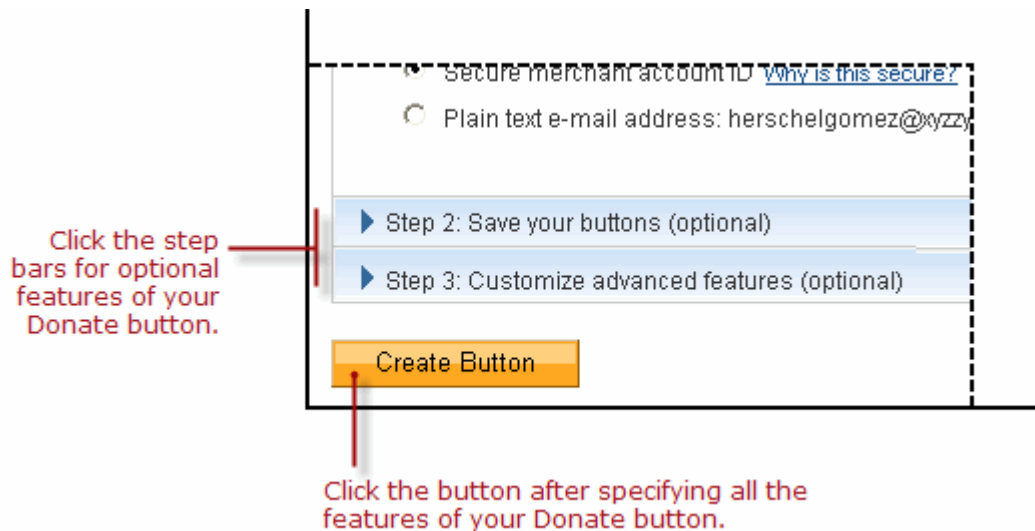 Secure merchant account ID Why is this secure?
Plain text e-mail address: herschelgomez@xyzzy
Step 2: Save your buttons (optional)
Step 3: Customize advanced features (optional)
Click the step
bars for optional
features of your
Donate button.
Create Button
Click the button after specifying all the
features of your Donate button.